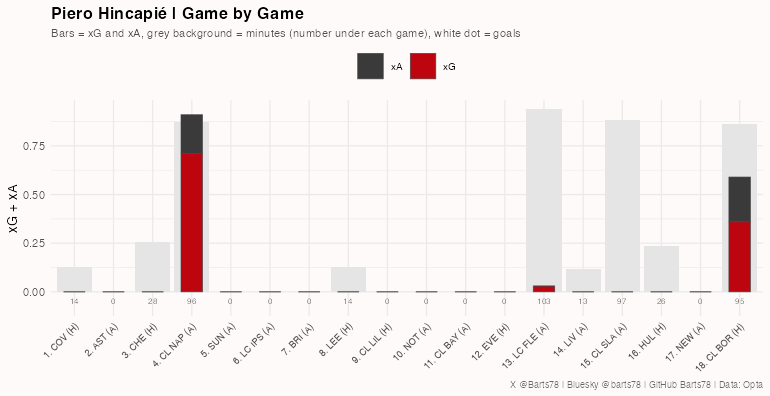 Piero Hincapié | Game by Game
Bars = xG and xA, grey background = minutes (number under each game), white dot = goals
xA xG
xG + xA
0.75
0.50
0.25
0.00
14 0 28 96 0 0 0 14 0 0 0 0 103 13 97 26 0 95
1. COV (H)
2. AST (A)
3. CHE (H)
4. CL NAP (A)
5. SUN (A)
6. LC IPS (A)
7. BRI (A)
8. LEE (H)
9. CL LIL (H)
10. NOT (A)
11. CL BAY (A)
12. EVE (H)
13. LC FLE (A)
14. LIV (A)
15. CL SLA (A)
16. HUL (H)
17. NEW (A)
18. CL BOR (H)
X @Barts78 | Bluesky @barts78 | GitHub Barts78 | Data: Opta